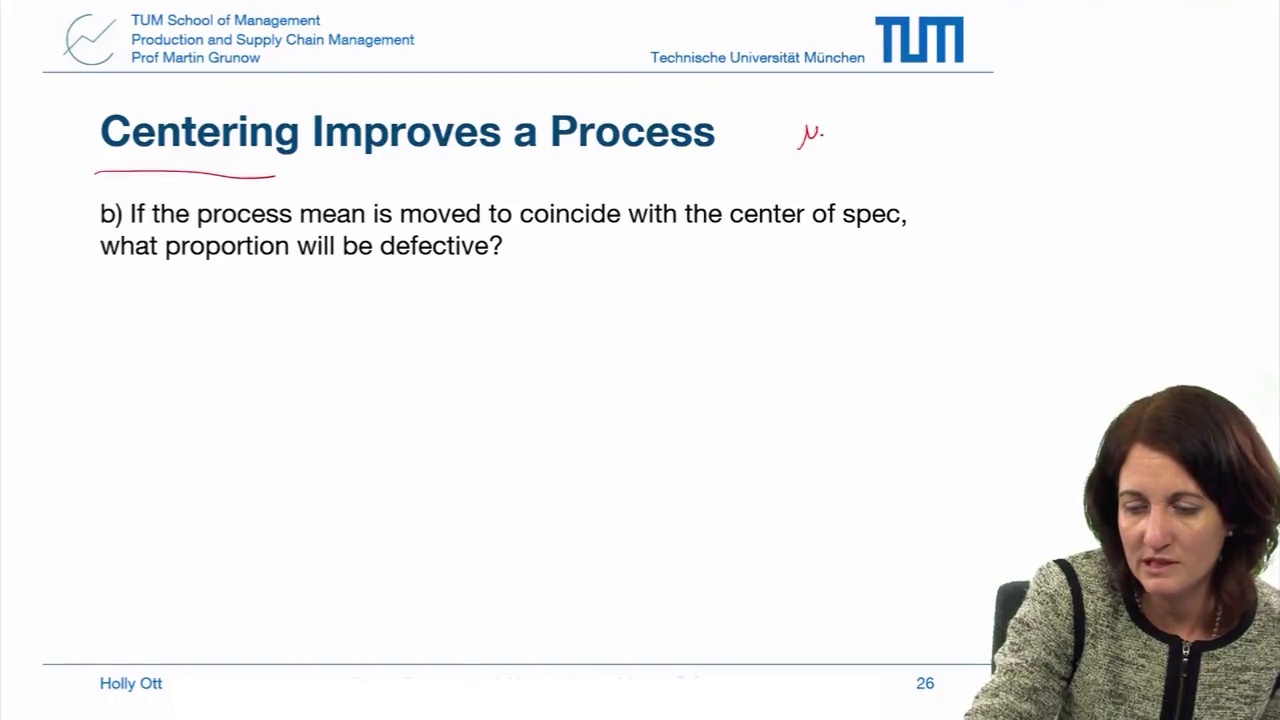 TUM School of Management
Production and Supply Chain Management
Prof Martin Grunow
Technische Universität München
TUM
Centering Improves a Process
μ.
b) If the process mean is moved to coincide with the center of spec,
what proportion will be defective?
Holly Ott
26